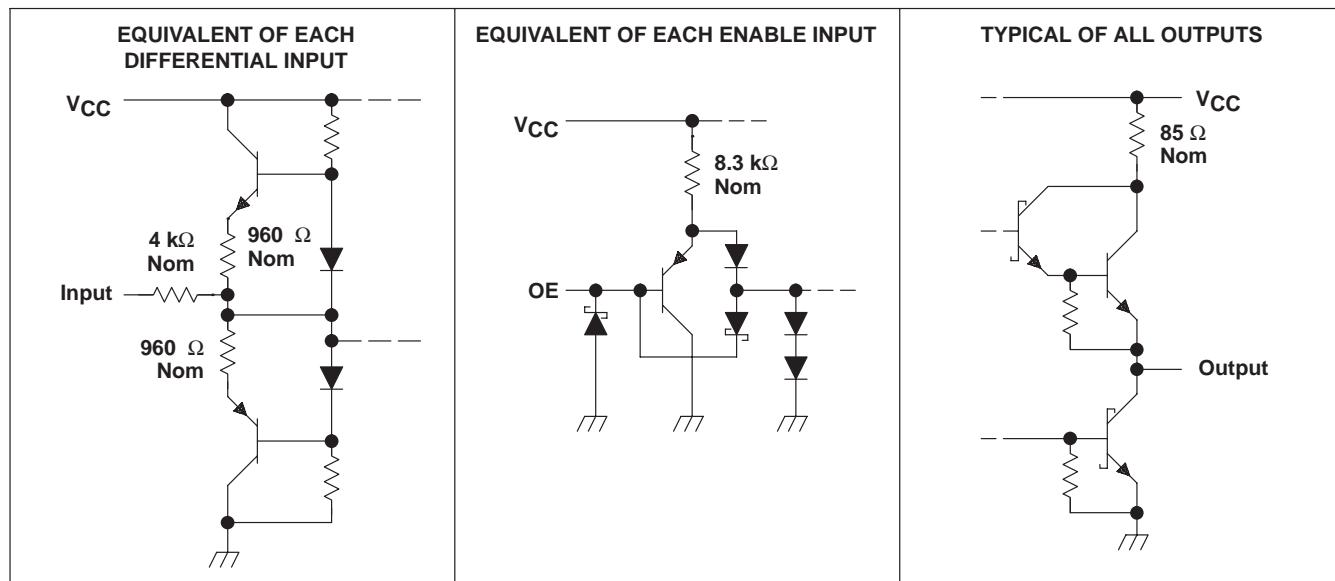 EQUIVALENT OF EACH
DIFFERENTIAL INPUT
VCC
4 kΩ
Nom
960 Ω
Nom
Input
960 Ω
Nom
EQUIVALENT OF EACH ENABLE INPUT
VCC
8.3 kΩ
Nom
OE
TYPICAL OF ALL OUTPUTS
VCC
85 Ω
Nom
Output